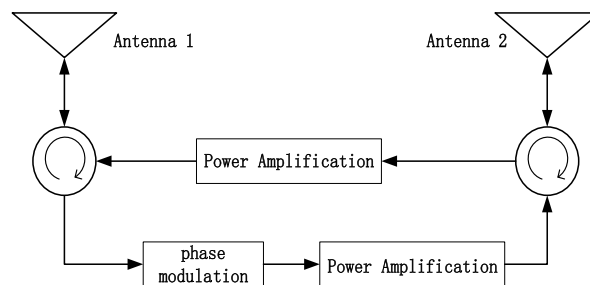 Antenna 1
Antenna 2
Power Amplification
phase
modulation
Power Amplification